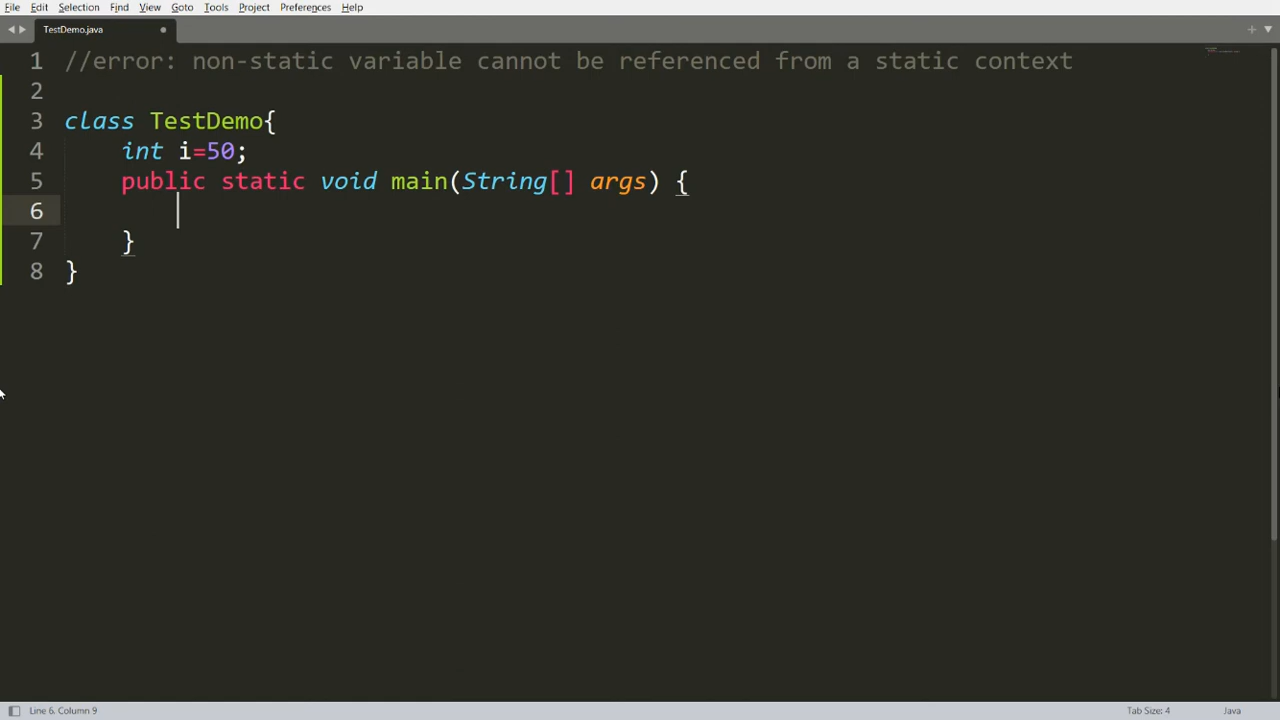 File Edit Selection Find View Goto Tools Project Preferences Help
TestDemo.java
1 //error: non-static variable cannot be referenced from a static context
2
3 class TestDemo{
4 int i=50;
5 public static void main(String[] args) {
6
7 }
8 }
Line 6, Column 9 Tab Size: 4 Java